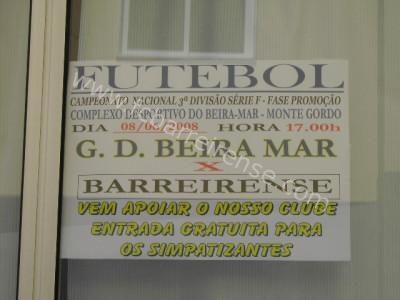 FUTEBOL
CAMPEONATO NACIONAL 3ª DIVISÃO SÉRIE F - FASE PROMOÇÃO
COMPLEXO DESPORTIVO DO BEIRA-MAR - MONTE GORDO
DIA 08/06/2008 HORA 17.00h
G. D. BEIRA MAR
X
BARREIRENSE
VEM APOIAR O NOSSO CLUBE
ENTRADA GRATUITA PARA
OS SIMPATIZANTES